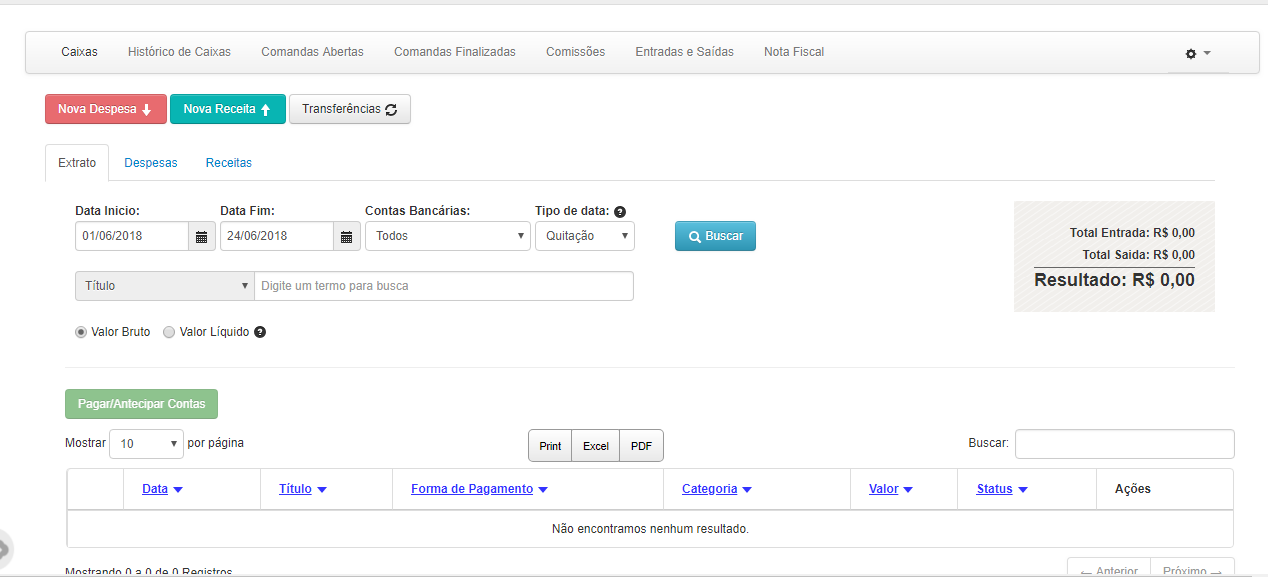 Caixas Histórico de Caixas Comandas Abertas Comandas Finalizadas Comissões Entradas e Saídas Nota Fiscal
Nova Despesa Nova Receita Transferências
Extrato Despesas Receitas
Data Inicio: Data Fim: Contas Bancárias: Tipo de data:
01/06/2018 24/06/2018 Todos Quitação Buscar
Total Entrada: R$ 0,00
Total Saida: R$ 0,00
Resultado: R$ 0,00
Título Digite um termo para busca
Valor Bruto Valor Líquido
Pagar/Antecipar Contas
Mostrar 10 por página Print Excel PDF Buscar:
Data Título Forma de Pagamento Categoria Valor Status Ações
Não encontramos nenhum resultado.
Mostrando 0 a 0 de 0 Registros ← Anterior Próximo →